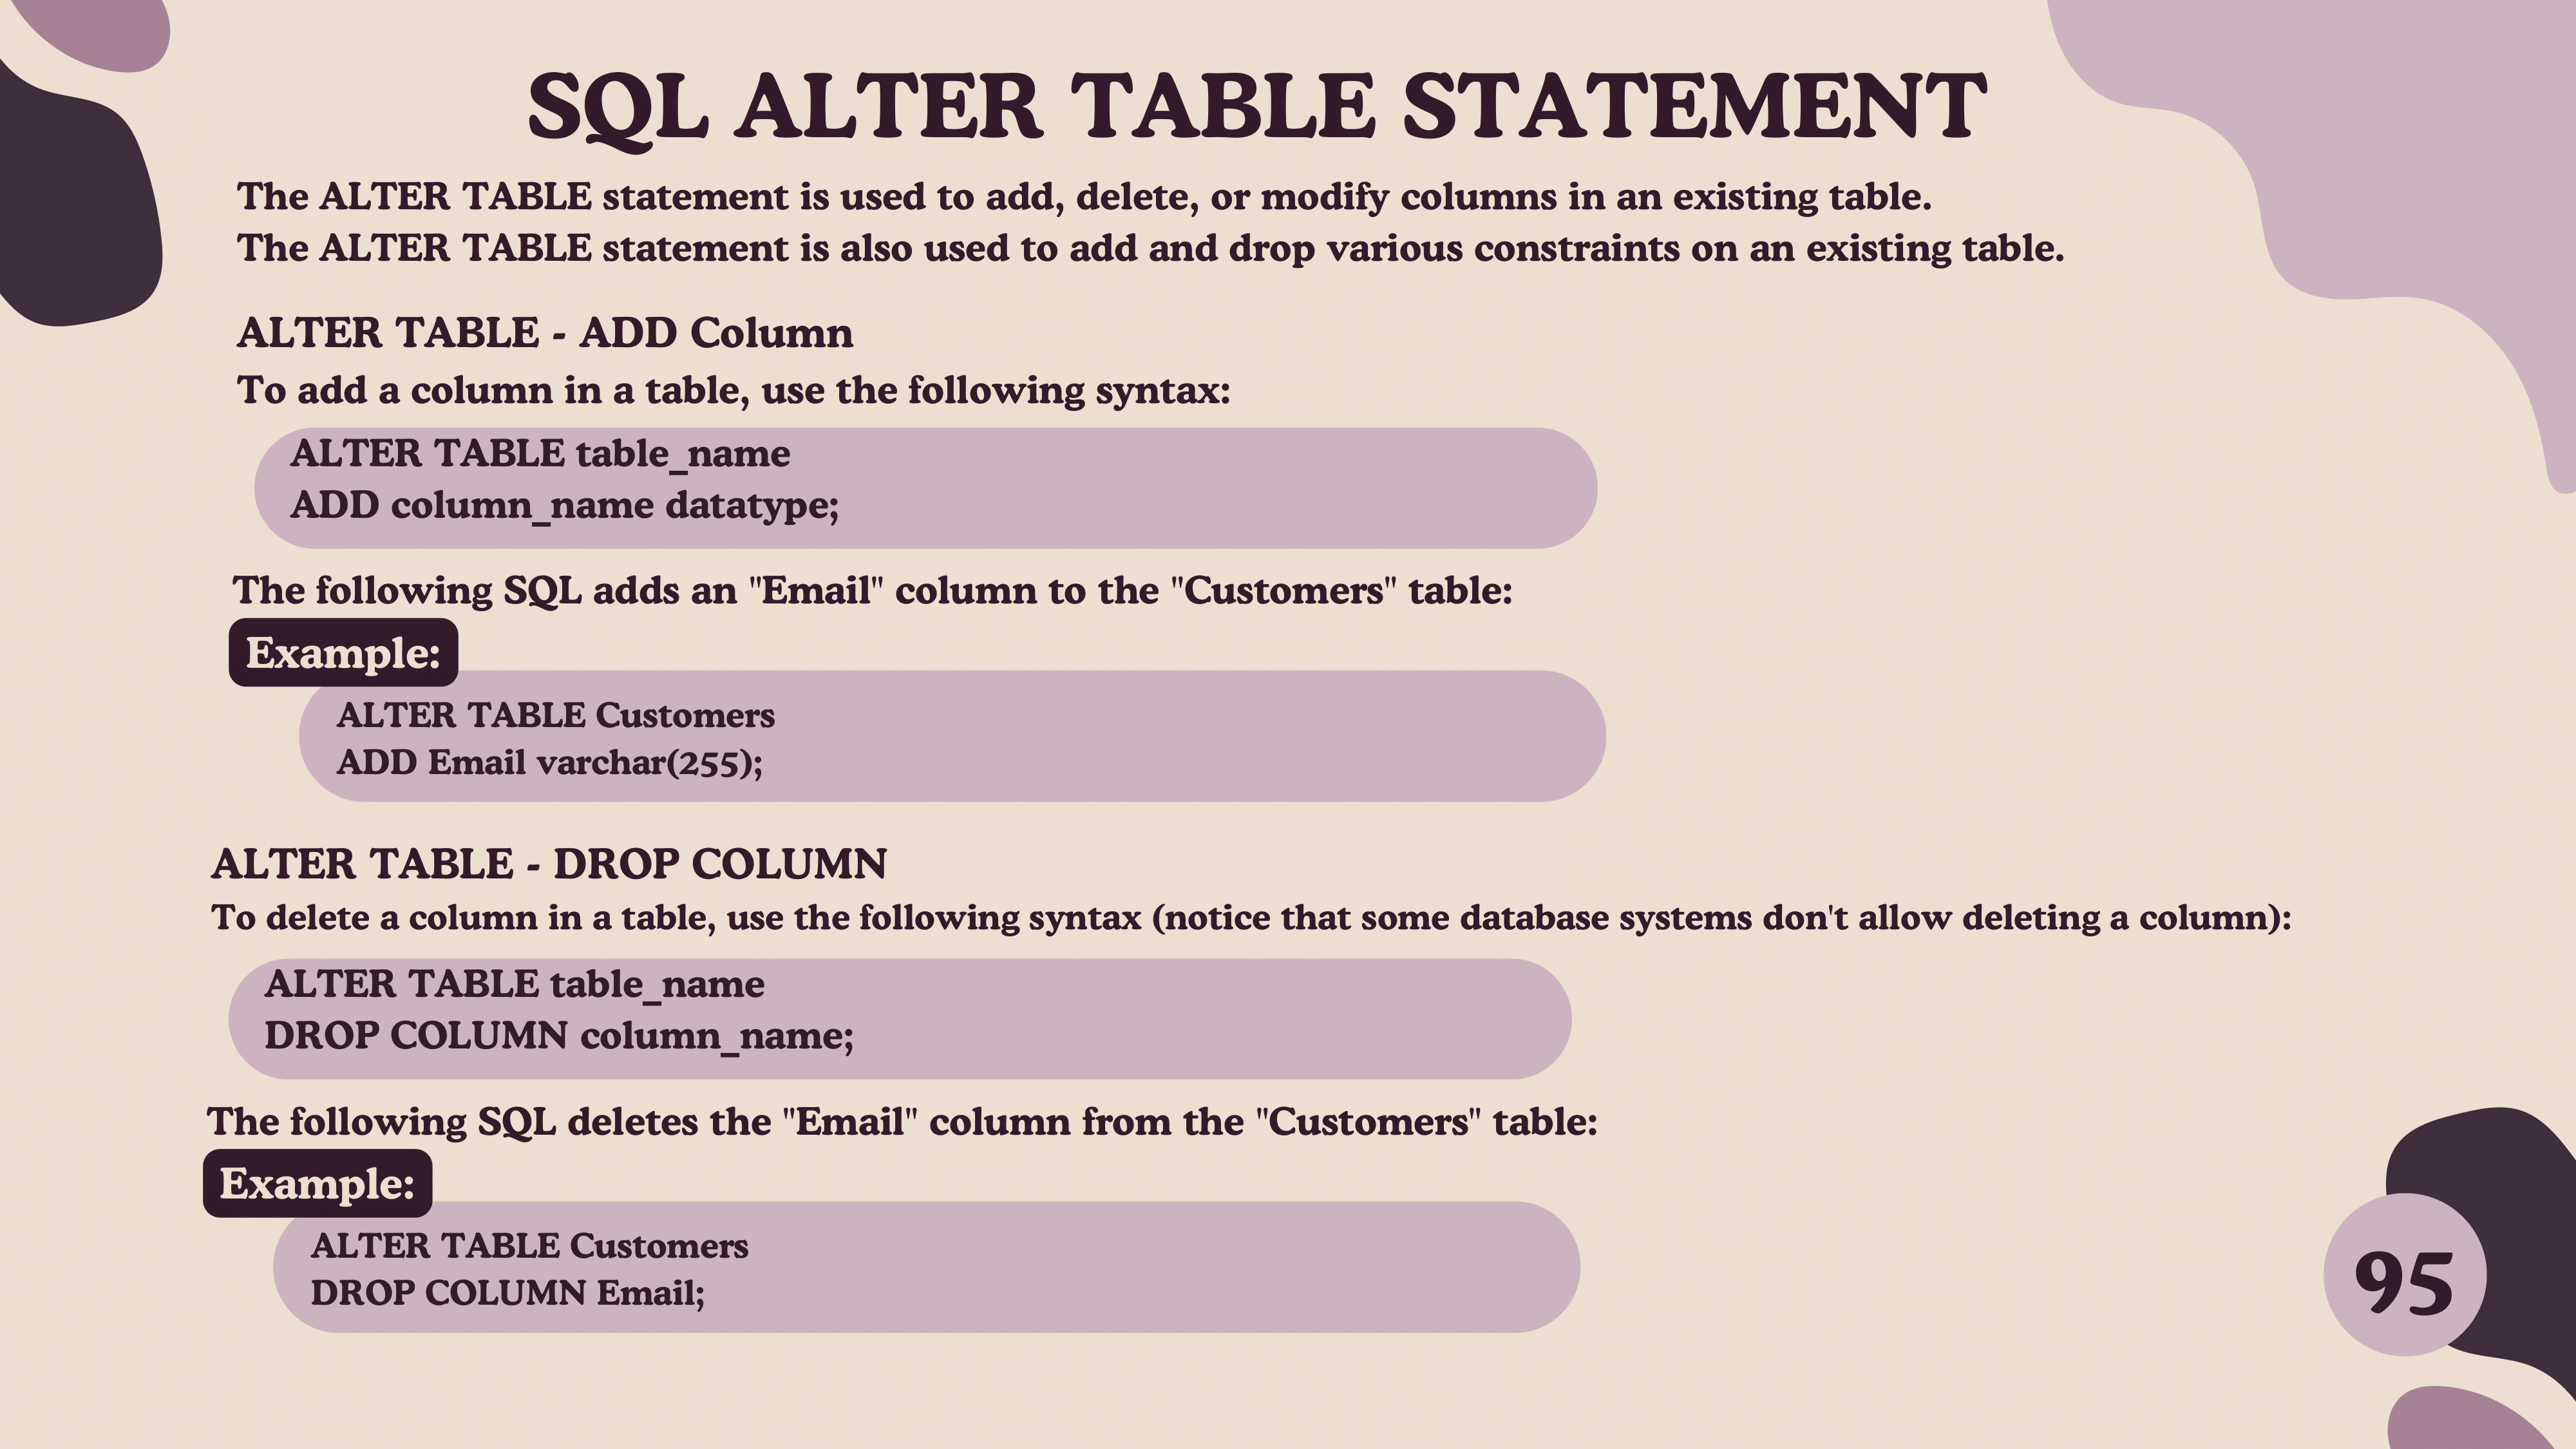 SQL ALTER TABLE STATEMENT
The ALTER TABLE statement is used to add, delete, or modify columns in an existing table.
The ALTER TABLE statement is also used to add and drop various constraints on an existing table.
ALTER TABLE - ADD Column
To add a column in a table, use the following syntax:
ALTER TABLE table_name
ADD column_name datatype;
The following SQL adds an "Email" column to the "Customers" table:
Example:
ALTER TABLE Customers
ADD Email varchar(255);
ALTER TABLE - DROP COLUMN
To delete a column in a table, use the following syntax (notice that some database systems don't allow deleting a column):
ALTER TABLE table_name
DROP COLUMN column_name;
The following SQL deletes the "Email" column from the "Customers" table:
Example:
ALTER TABLE Customers
DROP COLUMN Email;
95